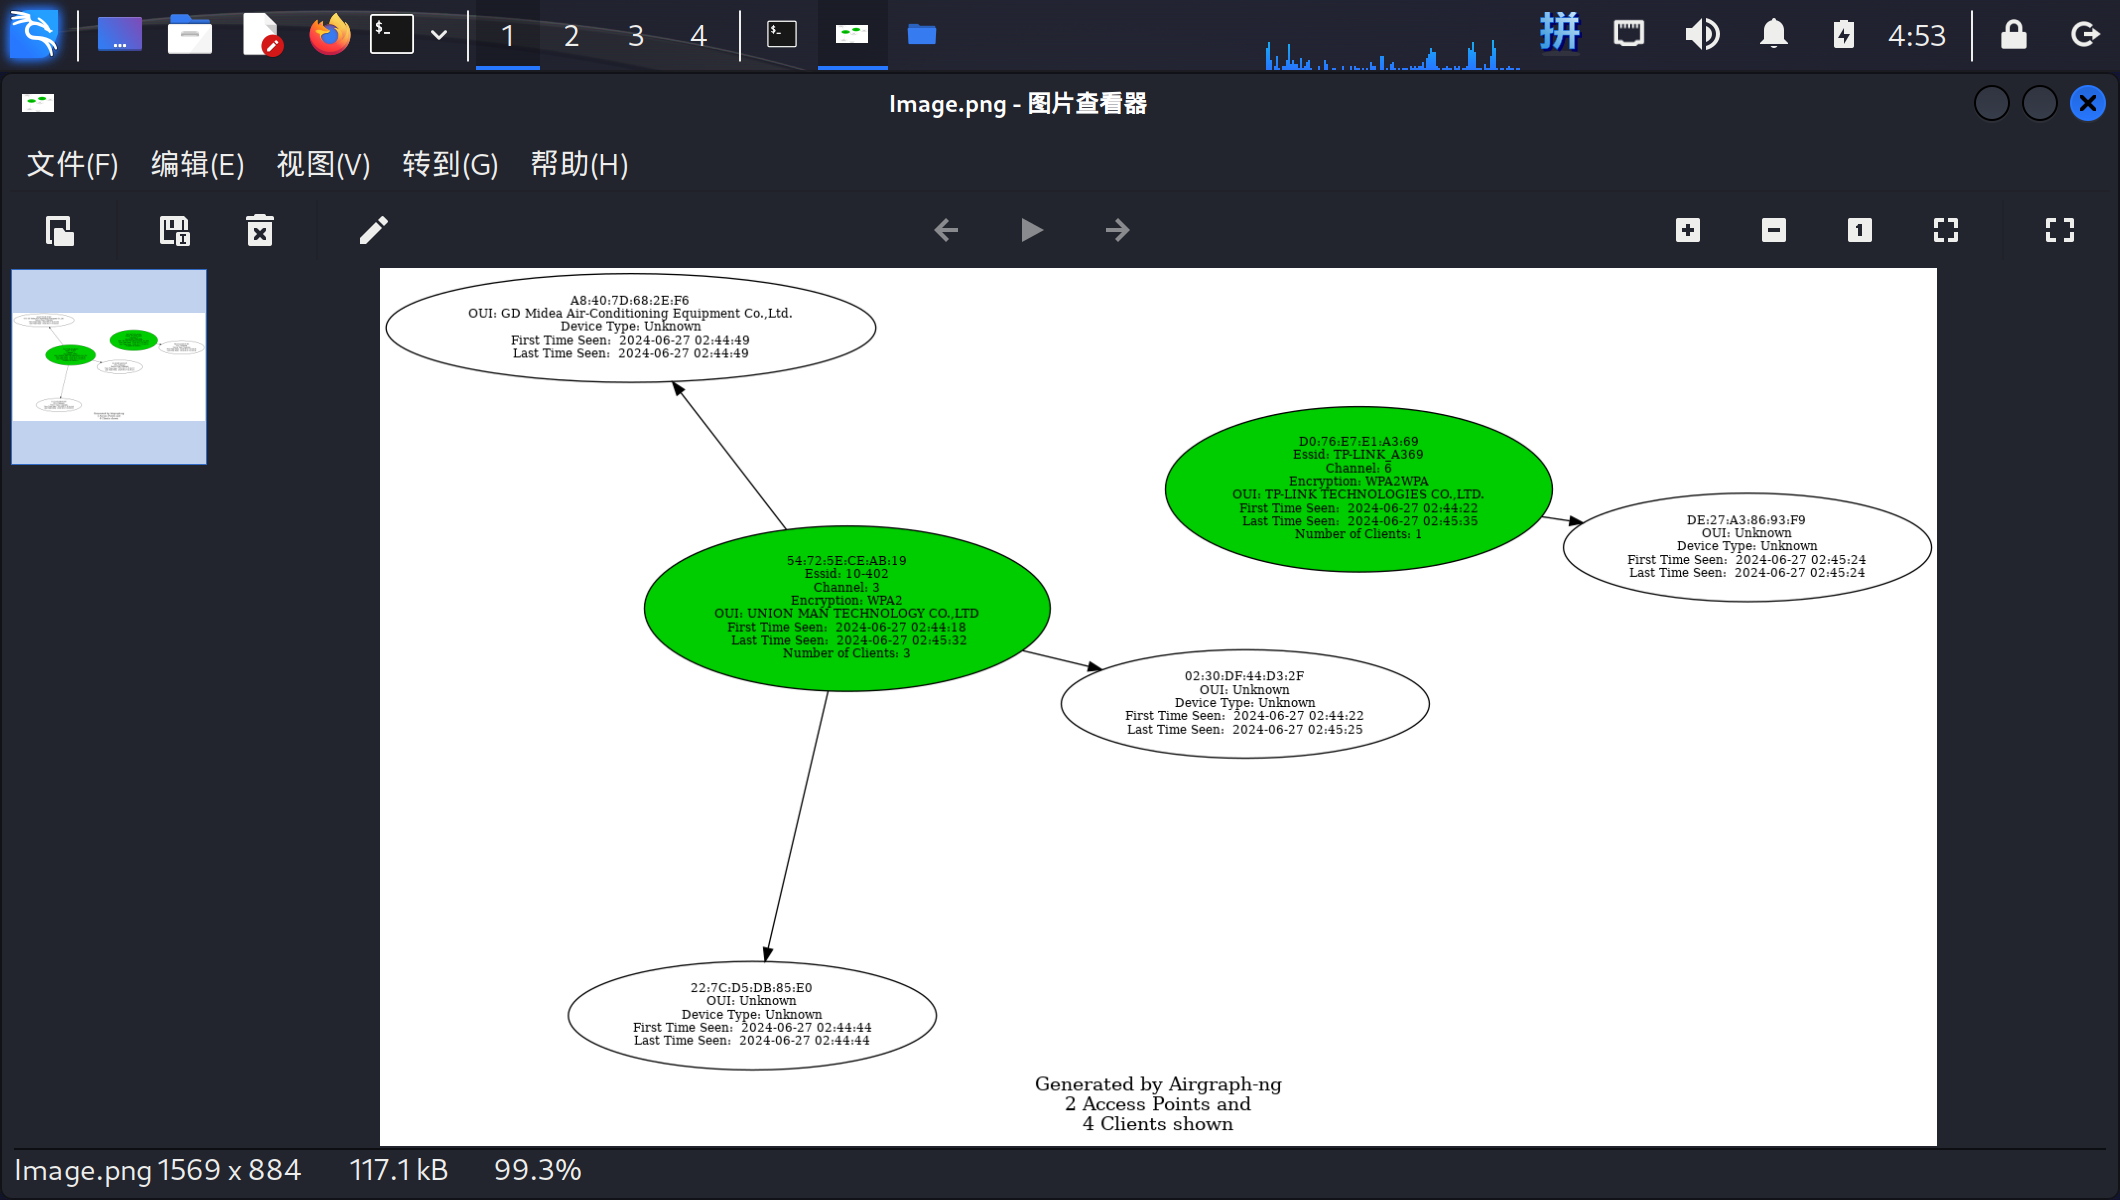 1 2 3 4 拼 4:53
Image.png - 图片查看器
文件(F) 编辑(E) 视图(V) 转到(G) 帮助(H)
A8:40:7D:68:2E:F6
OUI: GD Midea Air-Conditioning Equipment Co.,Ltd.
Device Type: Unknown
First Time Seen: 2024-06-27 02:44:49
Last Time Seen: 2024-06-27 02:44:49
D0:76:E7:E1:A3:69
Essid: TP-LINK_A369
Channel: 6
Encryption: WPA2WPA
OUI: TP-LINK TECHNOLOGIES CO.,LTD.
First Time Seen: 2024-06-27 02:44:22
Last Time Seen: 2024-06-27 02:45:35
Number of Clients: 1
DE:27:A3:86:93:F9
OUI: Unknown
Device Type: Unknown
First Time Seen: 2024-06-27 02:45:24
Last Time Seen: 2024-06-27 02:45:24
54:72:5E:CE:AB:19
Essid: 10-402
Channel: 3
Encryption: WPA2
OUI: UNION MAN TECHNOLOGY CO.,LTD
First Time Seen: 2024-06-27 02:44:18
Last Time Seen: 2024-06-27 02:45:32
Number of Clients: 3
02:30:DF:44:D3:2F
OUI: Unknown
Device Type: Unknown
First Time Seen: 2024-06-27 02:44:22
Last Time Seen: 2024-06-27 02:45:25
22:7C:D5:DB:85:E0
OUI: Unknown
Device Type: Unknown
First Time Seen: 2024-06-27 02:44:44
Last Time Seen: 2024-06-27 02:44:44
Generated by Airgraph-ng
2 Access Points and
4 Clients shown
Image.png 1569 x 884 117.1 kB 99.3%